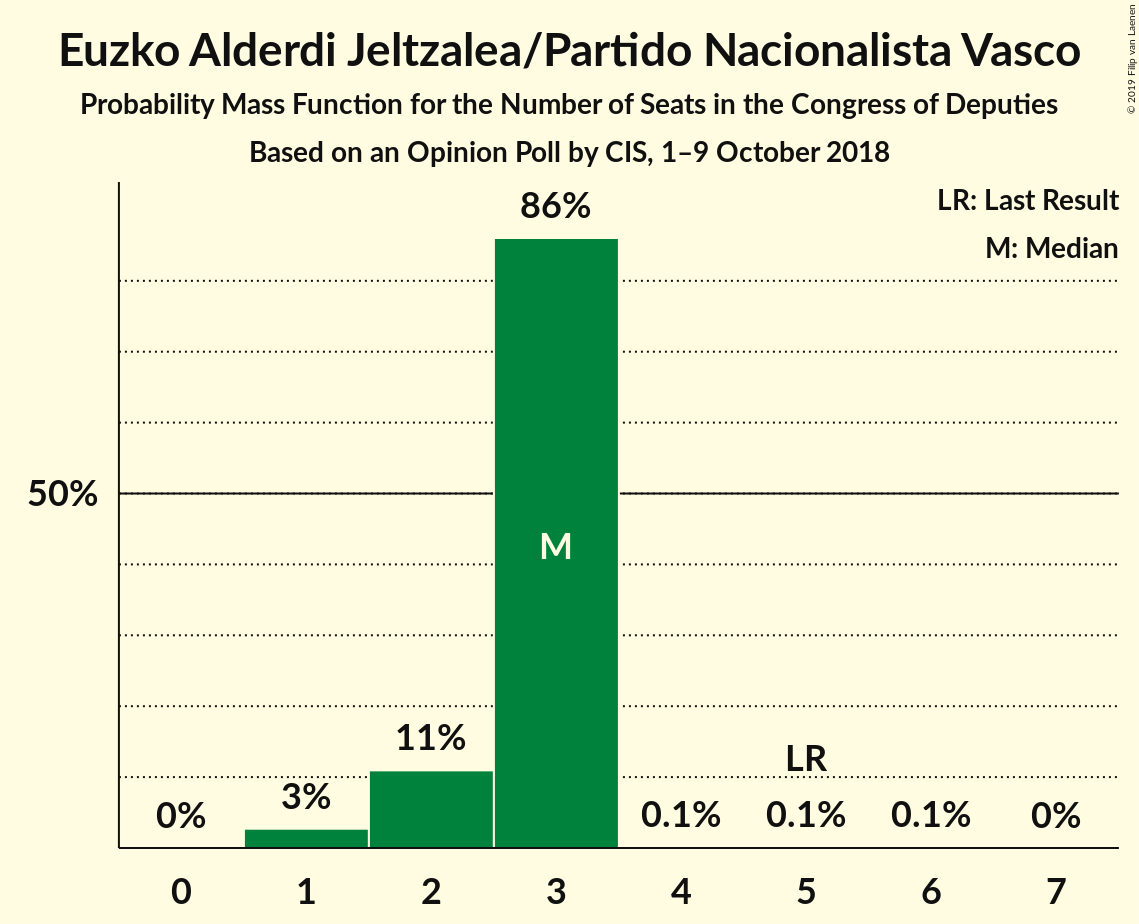 Euzko Alderdi Jeltzalea/Partido Nacionalista Vasco
Probability Mass Function for the Number of Seats in the Congress of Deputies
Based on an Opinion Poll by CIS, 1–9 October 2018
© 2019 Filip van Laenen
LR: Last Result
M: Median
86%
50%
M
11%
LR
3%
0%
0.1%
0.1%
0.1%
0%
0 1 2 3 4 5 6 7